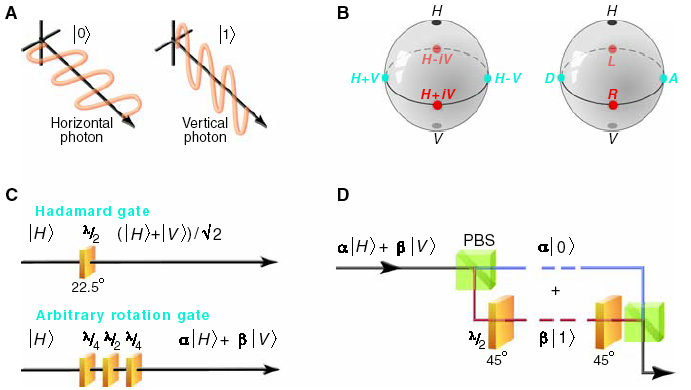 A
|0⟩
|1⟩
Horizontal
photon
Vertical
photon
B
H
H-iV
H+V
H-V
H+iV
V
H
L
D
A
R
V
C
Hadamard gate
|H⟩ λ/2 (|H⟩+|V⟩)/√2
22.5°
Arbitrary rotation gate
|H⟩ λ/4 λ/2 λ/4 α|H⟩+ β|V⟩
D
PBS
α|H⟩+ β|V⟩
α|0⟩
+
λ/2
β|1⟩
45°
45°